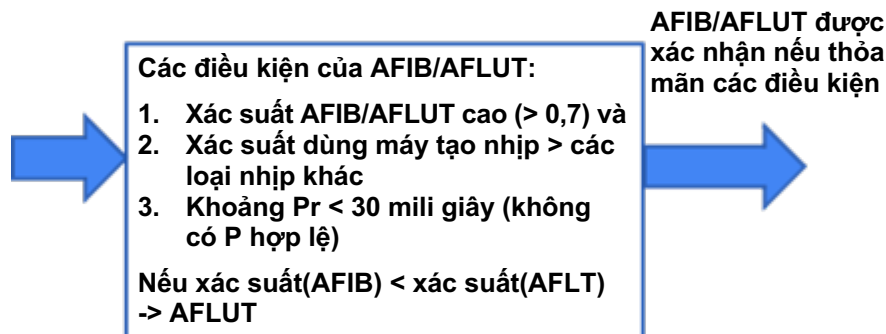 AFIB/AFLUT được
xác nhận nếu thỏa
mãn các điều kiện
Các điều kiện của AFIB/AFLUT:
1. Xác suất AFIB/AFLUT cao (> 0,7) và
2. Xác suất dùng máy tạo nhịp > các
loại nhịp khác
3. Khoảng Pr < 30 mili giây (không
có P hợp lệ)
Nếu xác suất(AFIB) < xác suất(AFLT)
-> AFLUT